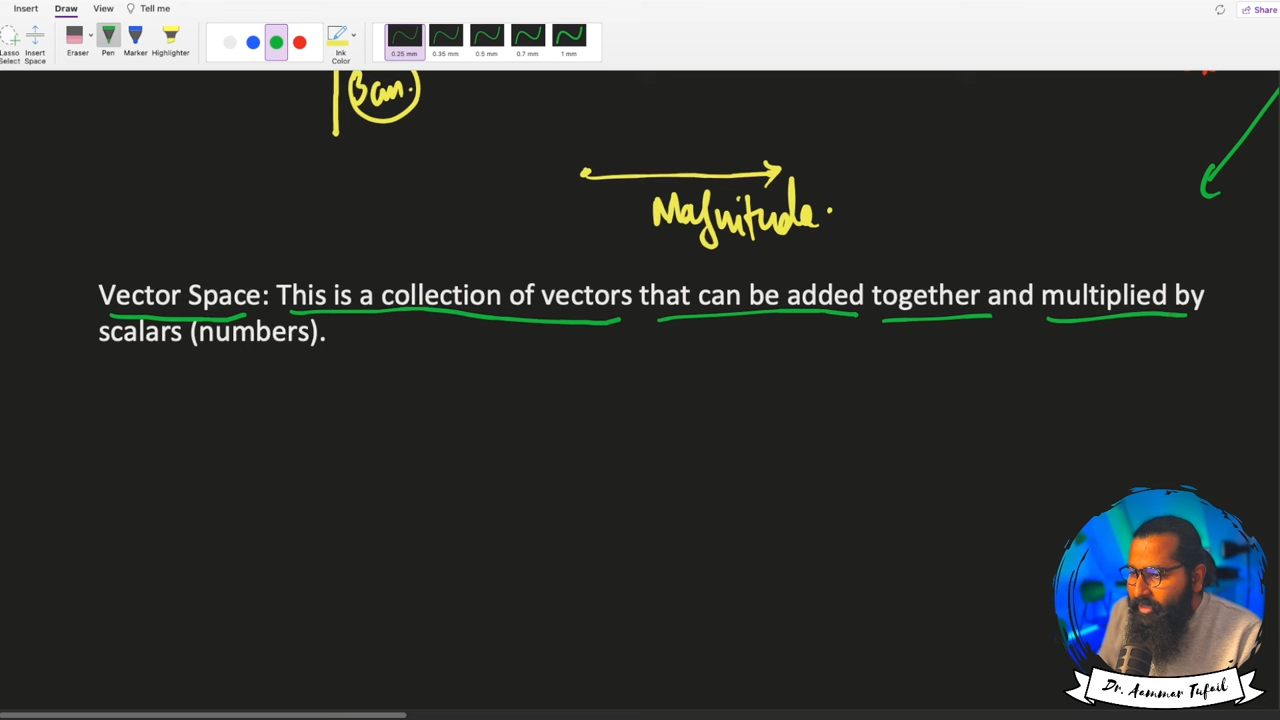 Insert Draw View Tell me
Share
Lasso Select
Insert Space
Eraser
Pen
Marker
Highlighter
Ink Color
0.25 mm
0.35 mm
0.5 mm
0.7 mm
1 mm
Magnitude.
Vector Space: This is a collection of vectors that can be added together and multiplied by
scalars (numbers).
Dr. Aammar Tufail